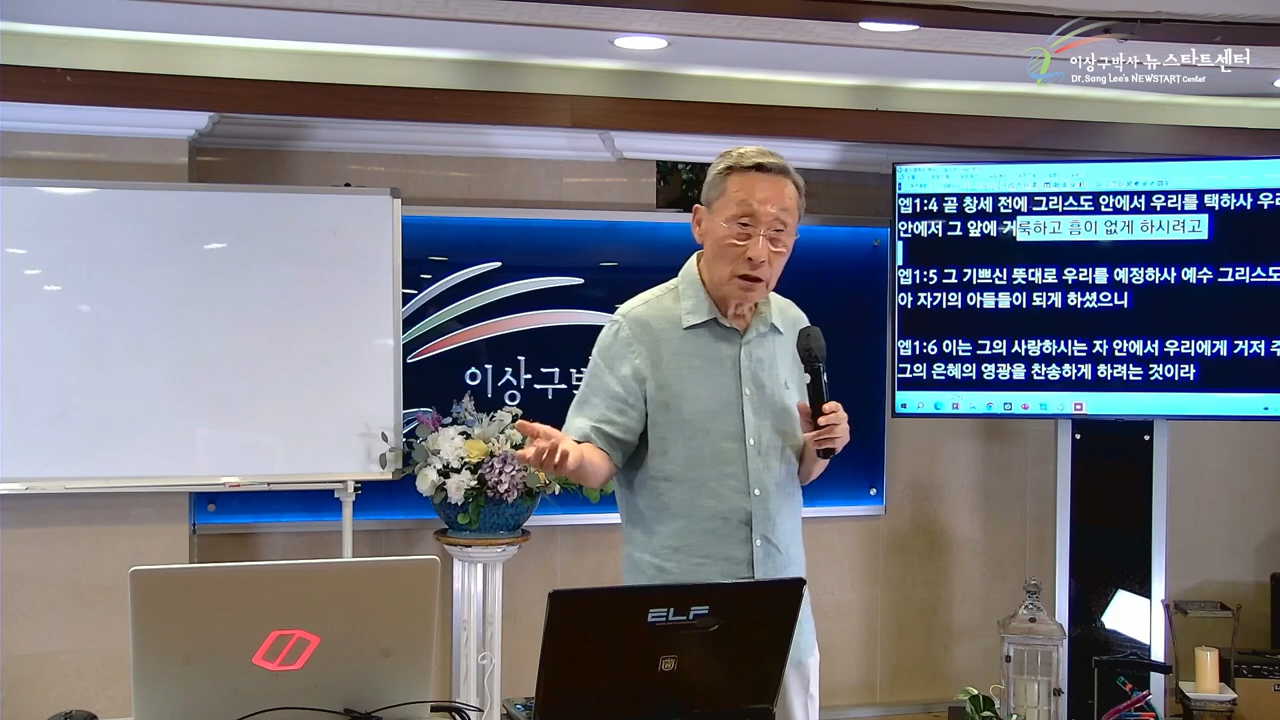 이상구박사 뉴스타트센터
Dr. Sang Lee's NEWSTART Center
엡1:4 곧 창세 전에 그리스도 안에서 우리를 택하사 우리
안에서 그 앞에 거룩하고 흠이 없게 하시려고
엡1:5 그 기쁘신 뜻대로 우리를 예정하사 예수 그리스도
아 자기의 아들들이 되게 하셨으니
엡1:6 이는 그의 사랑하시는 자 안에서 우리에게 거저 주
그의 은혜의 영광을 찬송하게 하려는 것이라
이상구박
ELF